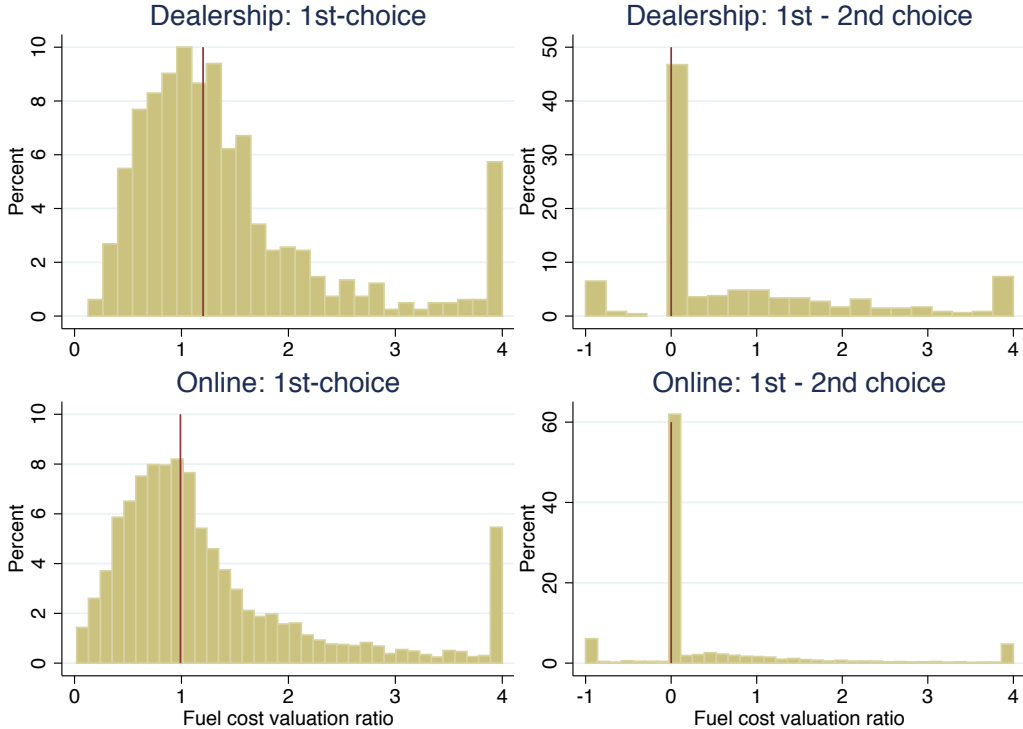 Dealership: 1st-choice
Percent
0 2 4 6 8 10
0 1 2 3 4
Dealership: 1st - 2nd choice
Percent
0 10 20 30 40 50
-1 0 1 2 3 4
Online: 1st-choice
Percent
0 2 4 6 8 10
0 1 2 3 4
Fuel cost valuation ratio
Online: 1st - 2nd choice
Percent
0 20 40 60
-1 0 1 2 3 4
Fuel cost valuation ratio